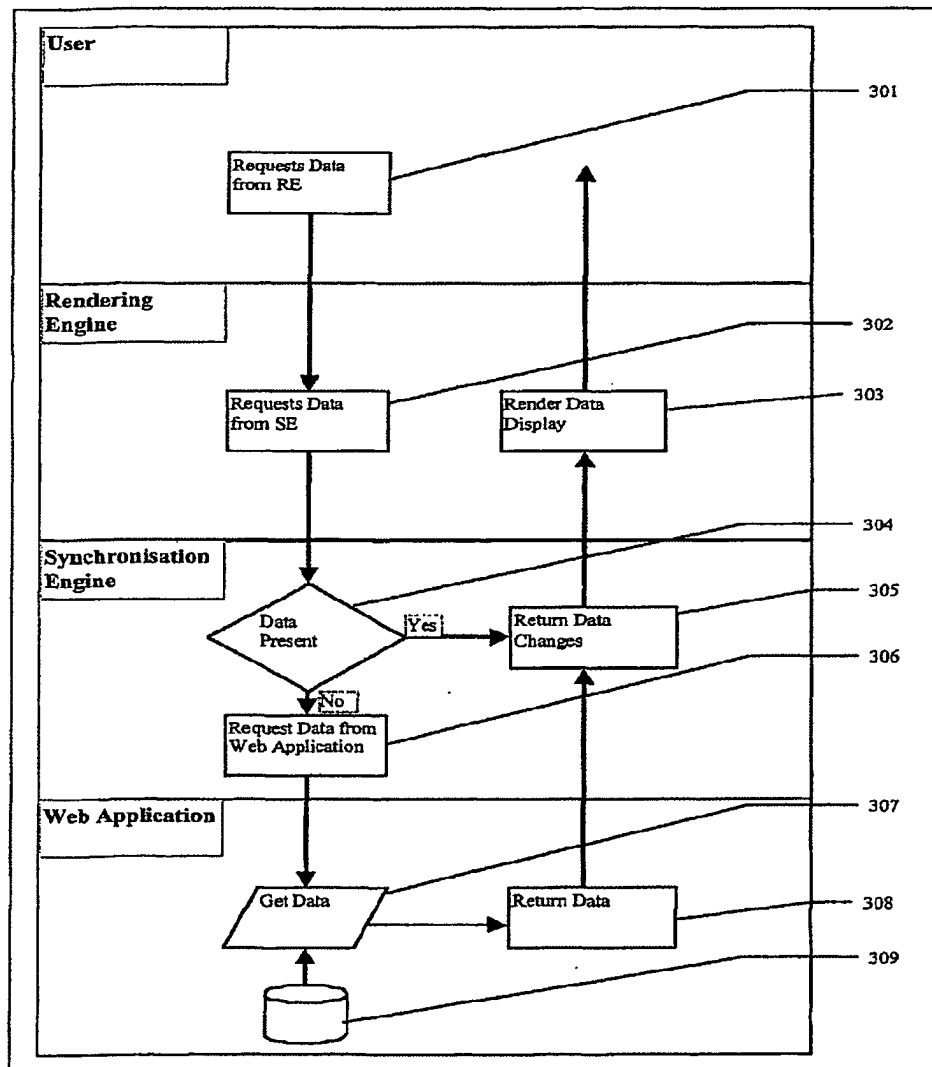 User
301
Requests Data
from RE
Rendering
Engine
302
303
Requests Data
from SE
Render Data
Display
304
Synchronisation
Engine
305
Data
Present
Yes
Return Data
Changes
306
No
Request Data from
Web Application
307
Web Application
Get Data
Return Data
308
309